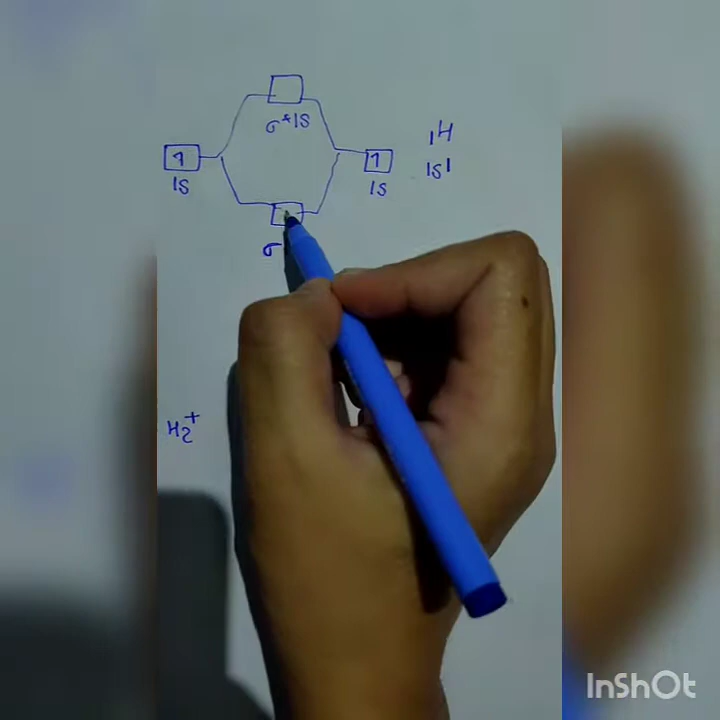 σ*1s
1 1 1H
1s 1s 1s1
σ
H2+
InShOt